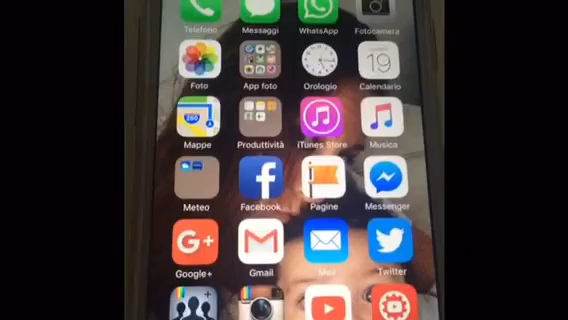 Telefono Messaggi WhatsApp Fotocamera
19
Foto App foto Orologio Calendario
280
Mappe Produttività iTunes Store Musica
Meteo Facebook Pagine Messenger
G+
Google+ Gmail Mail Twitter